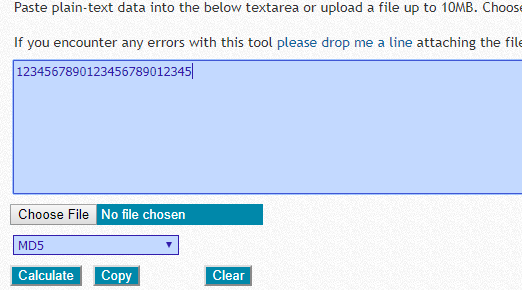 Paste plain-text data into the below textarea or upload a file up to 10MB. Choose
If you encounter any errors with this tool please drop me a line attaching the file
1234567890123456789012345
Choose File No file chosen
MD5
Calculate Copy Clear